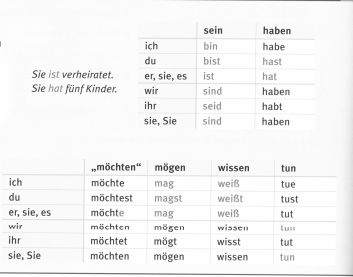 sein haben
ich bin habe
du bist hast
er, sie, es ist hat
wir sind haben
ihr seid habt
sie, Sie sind haben
Sie ist verheiratet.
Sie hat fünf Kinder.
„möchten“ mögen wissen tun
ich möchte mag weiß tue
du möchtest magst weißt tust
er, sie, es möchte mag weiß tut
wir möchten mögen wissen tun
ihr möchtet mögt wisst tut
sie, Sie möchten mögen wissen tun